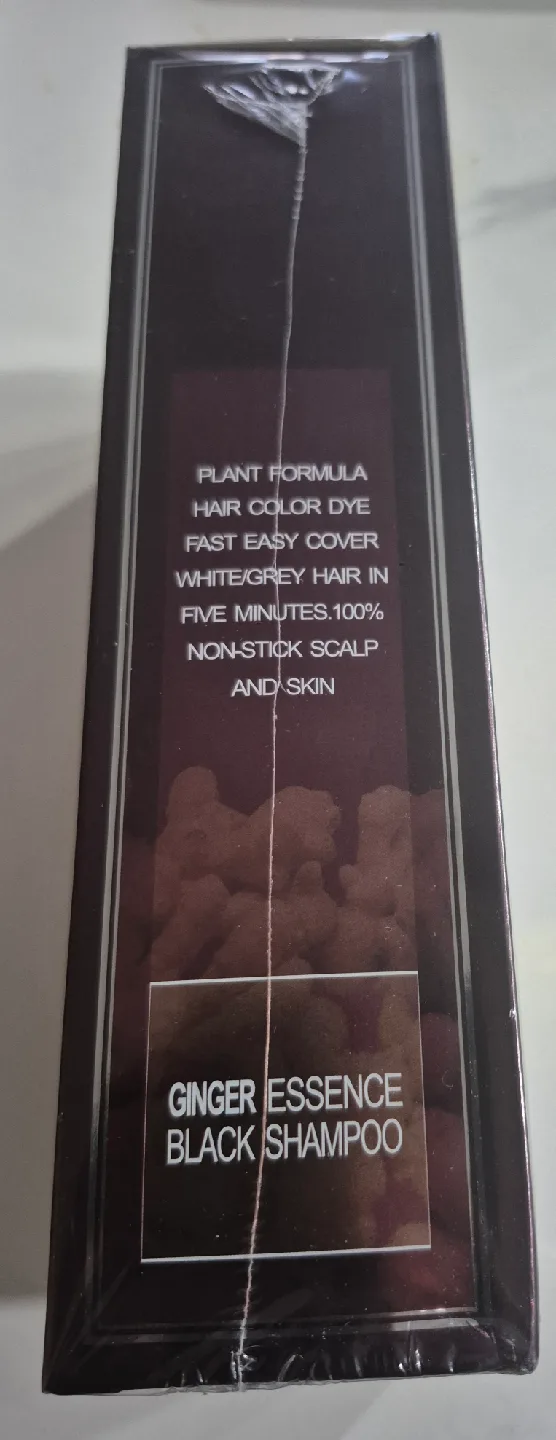 PLANT FORMULA
HAIR COLOR DYE
FAST EASY COVER
WHITE/GREY HAIR IN
FIVE MINUTES.100%
NON-STICK SCALP
AND SKIN
GINGER ESSENCE
BLACK SHAMPOO